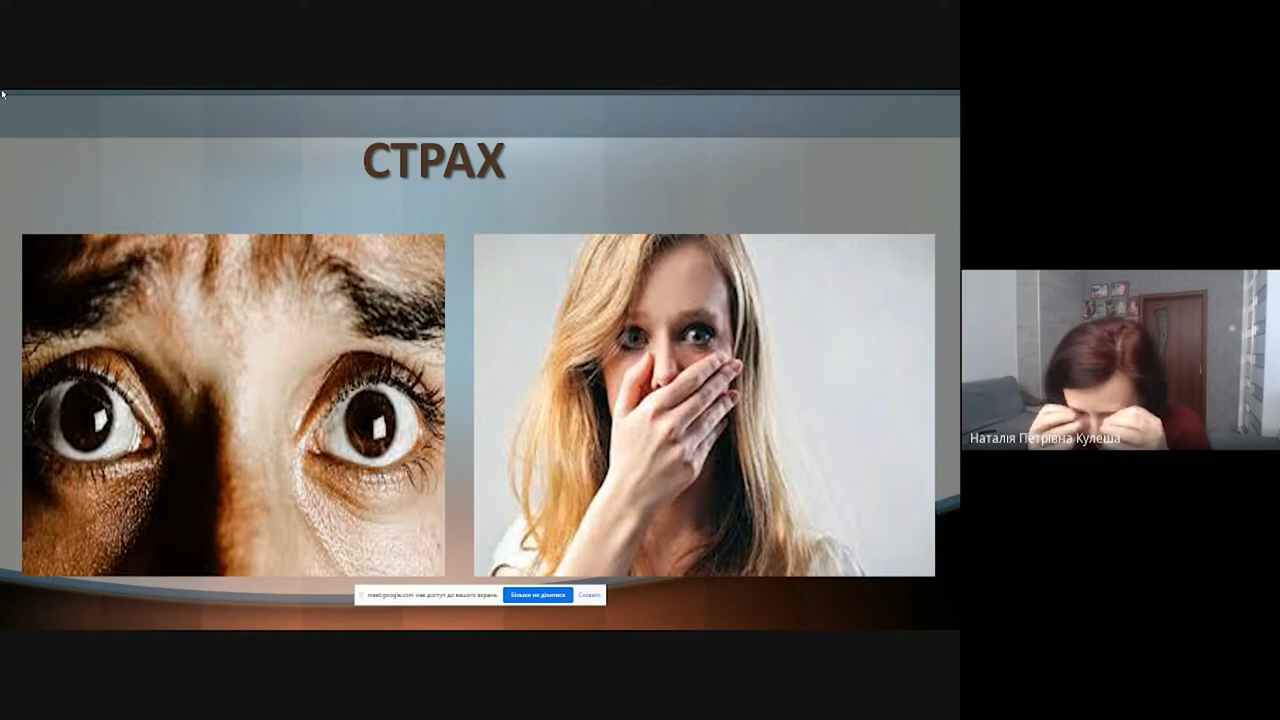 СТРАХ
Наталія Петрівна Кулеша
meet.google.com має доступ до вашого екрана.
Більше не ділитися
Сховати